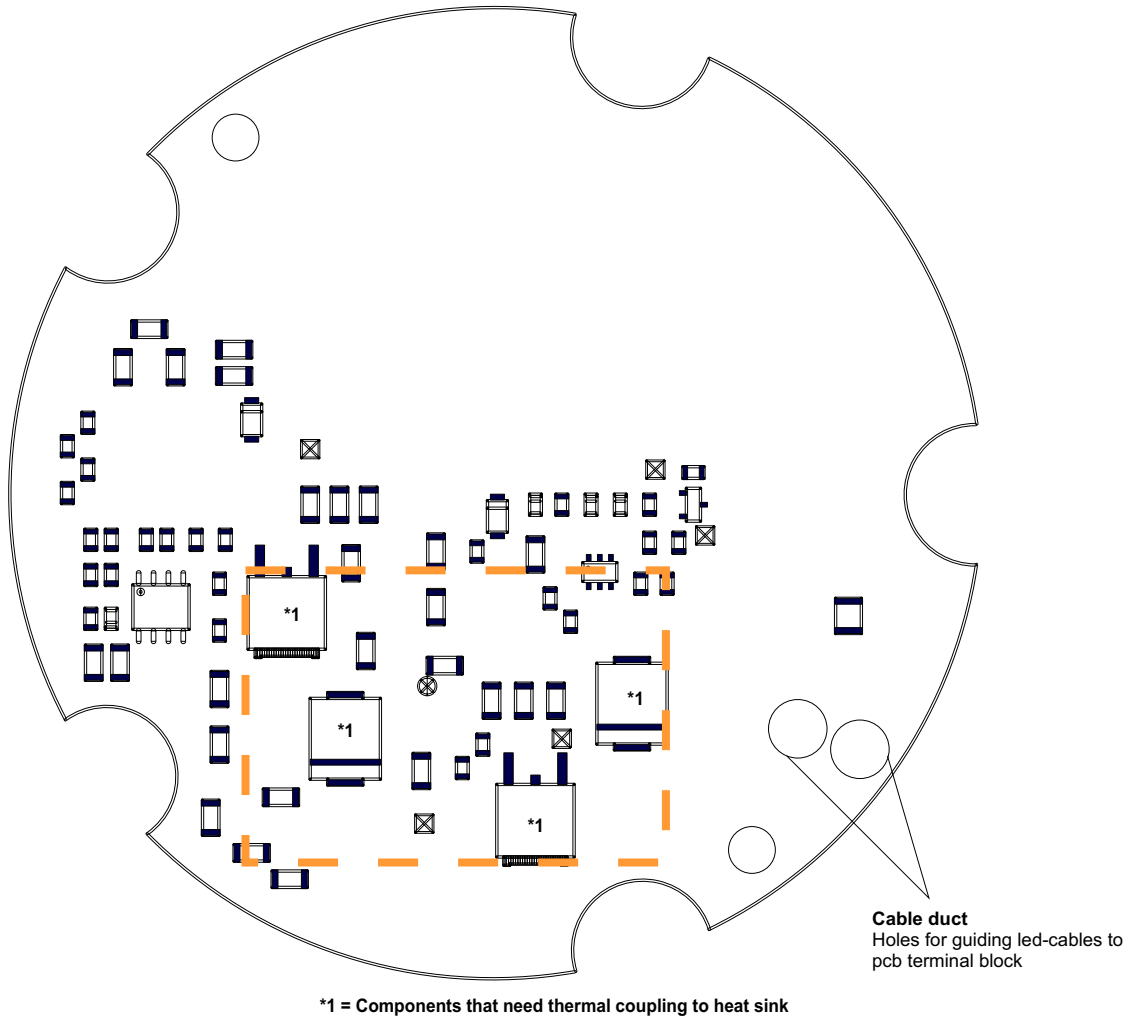 *1
*1
*1
*1
Cable duct
Holes for guiding led-cables to
pcb terminal block
*1 = Components that need thermal coupling to heat sink